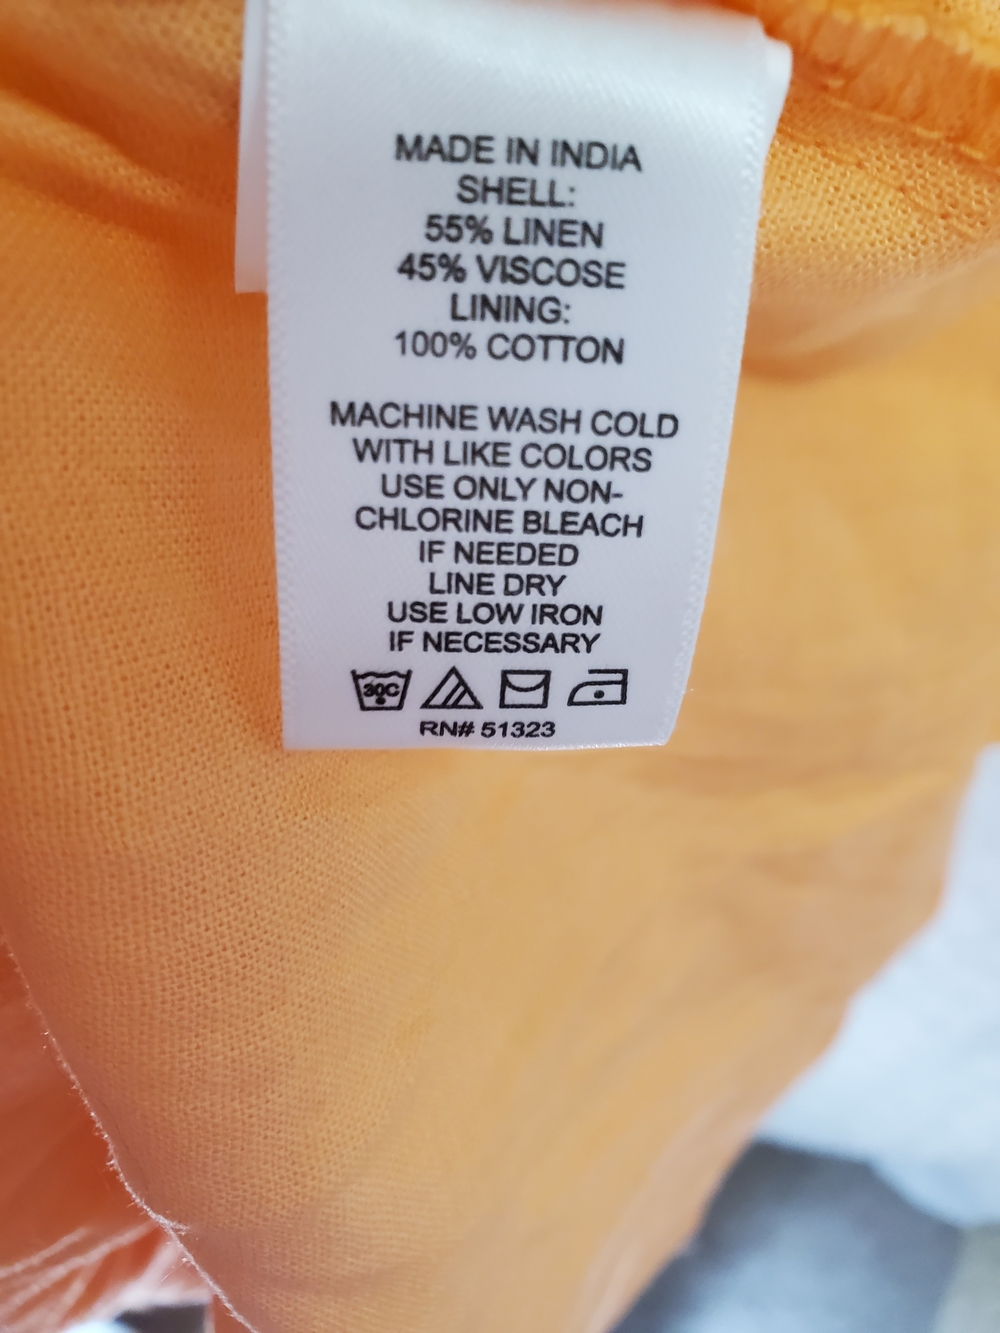 MADE IN INDIA
SHELL:
55% LINEN
45% VISCOSE
LINING:
100% COTTON
MACHINE WASH COLD
WITH LIKE COLORS
USE ONLY NON-
CHLORINE BLEACH
IF NEEDED
LINE DRY
USE LOW IRON
IF NECESSARY
30C
RN# 51323